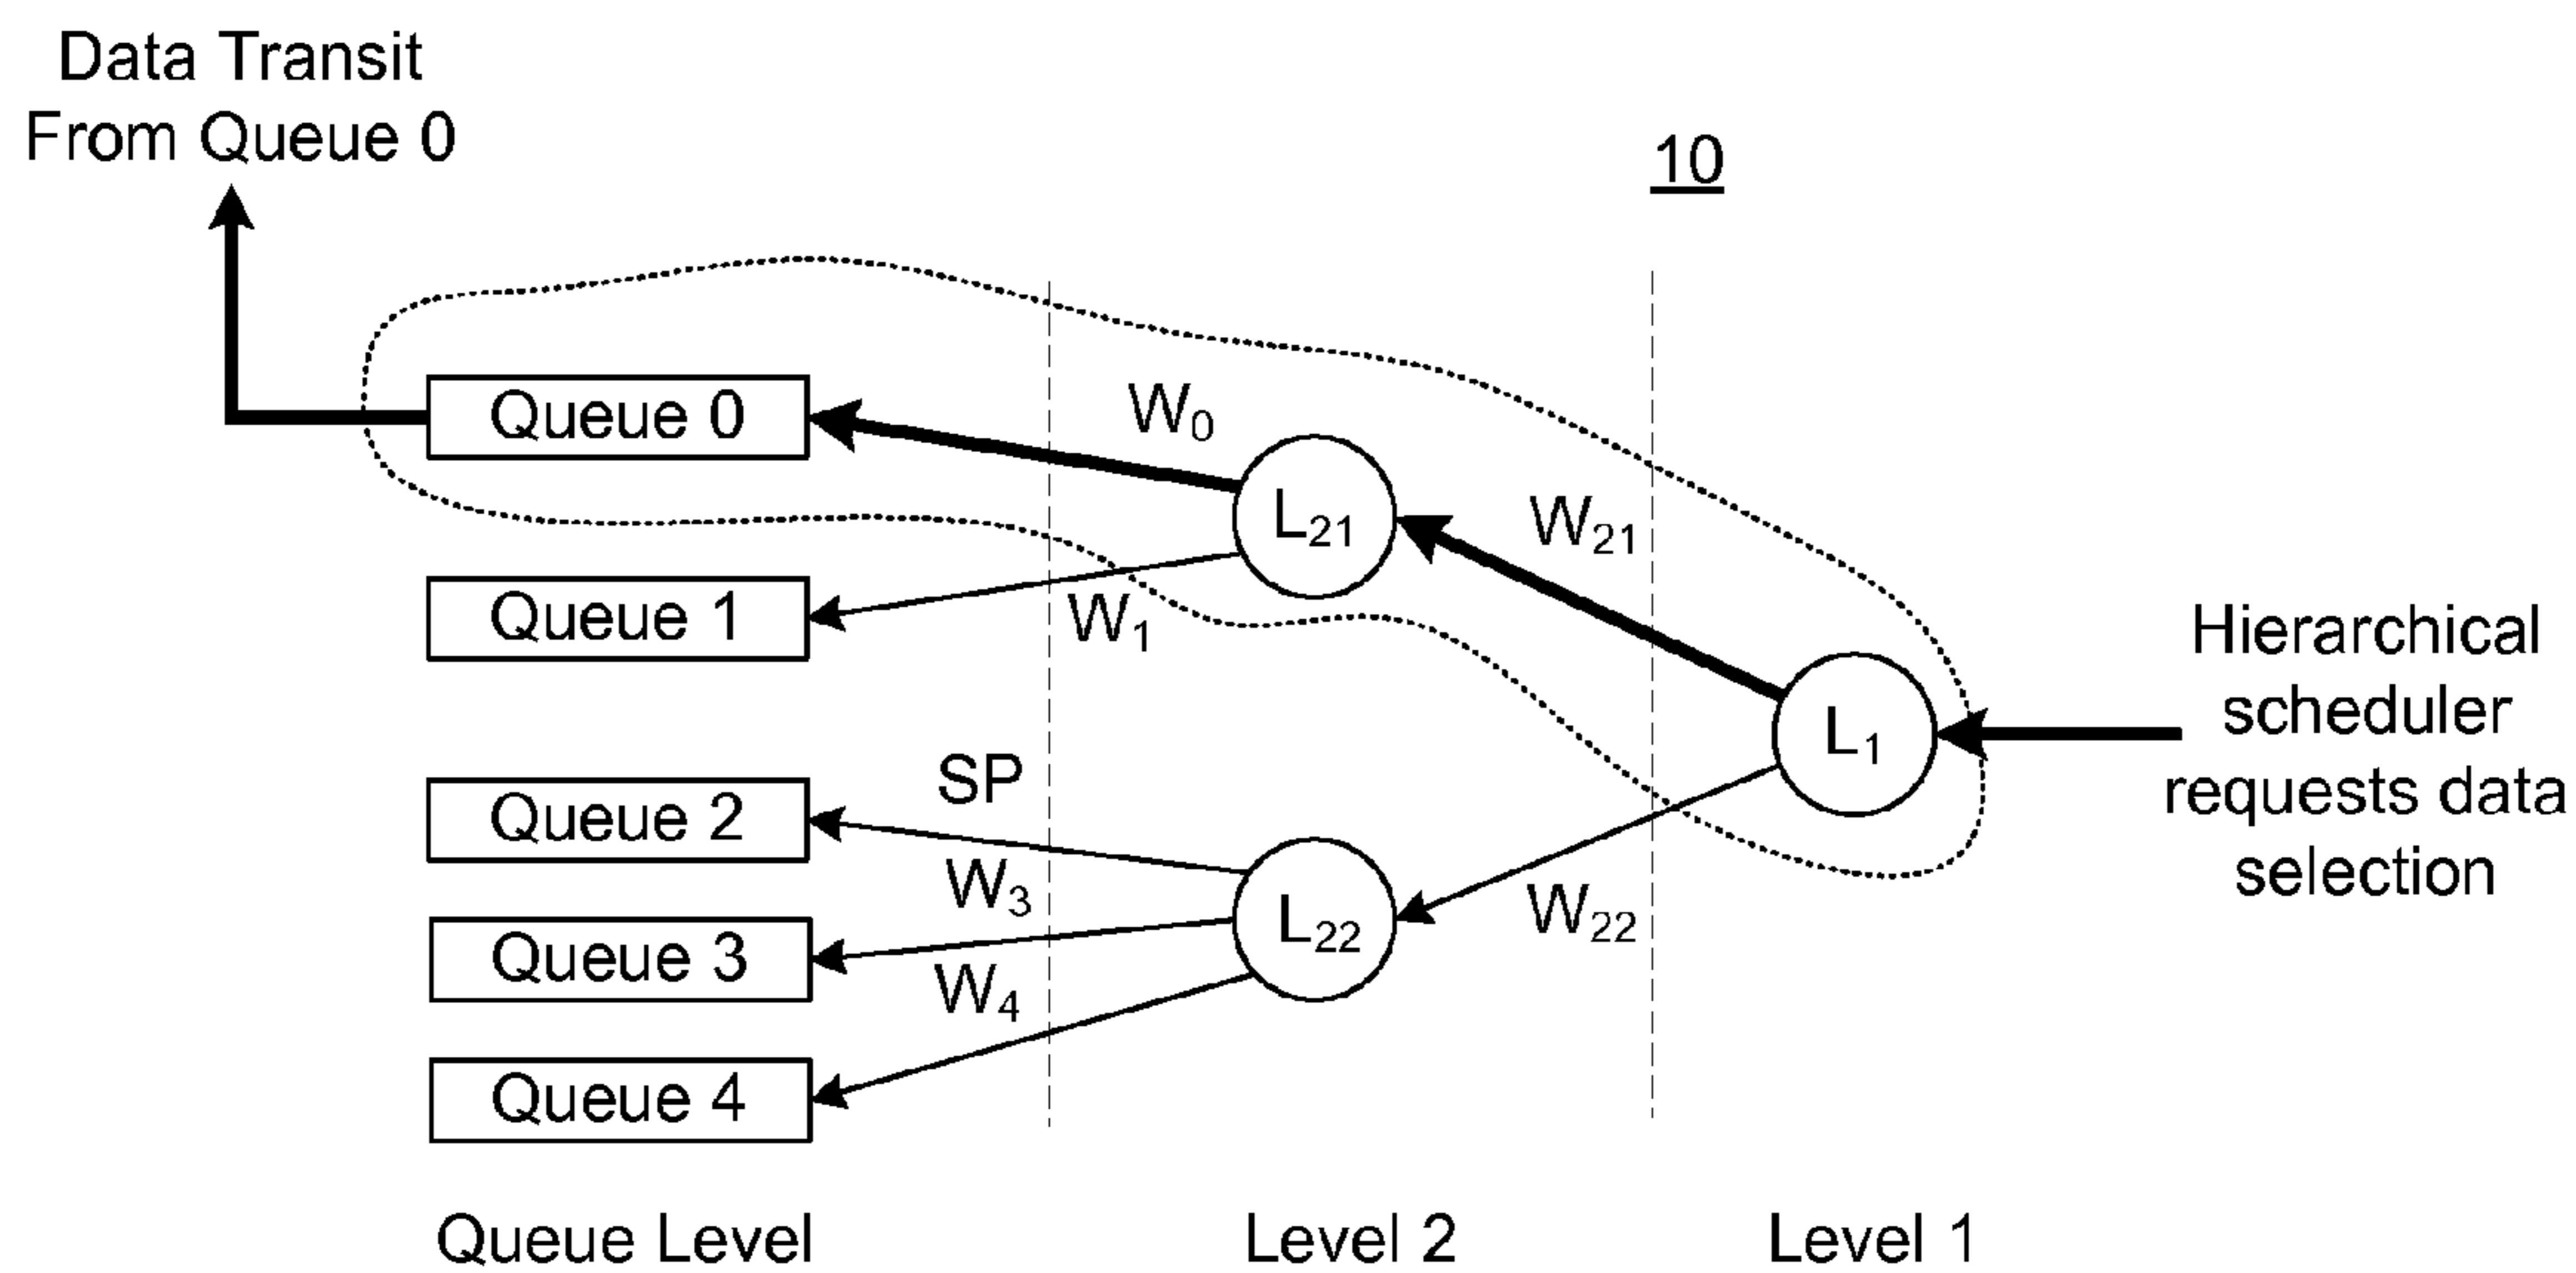 Data Transit
From Queue 0
10
Queue 0
W₀
L₂₁
W₂₁
Queue 1
W₁
L₁
Hierarchical
scheduler
requests data
selection
SP
Queue 2
W₃
L₂₂
W₂₂
Queue 3
W₄
Queue 4
Queue Level
Level 2
Level 1